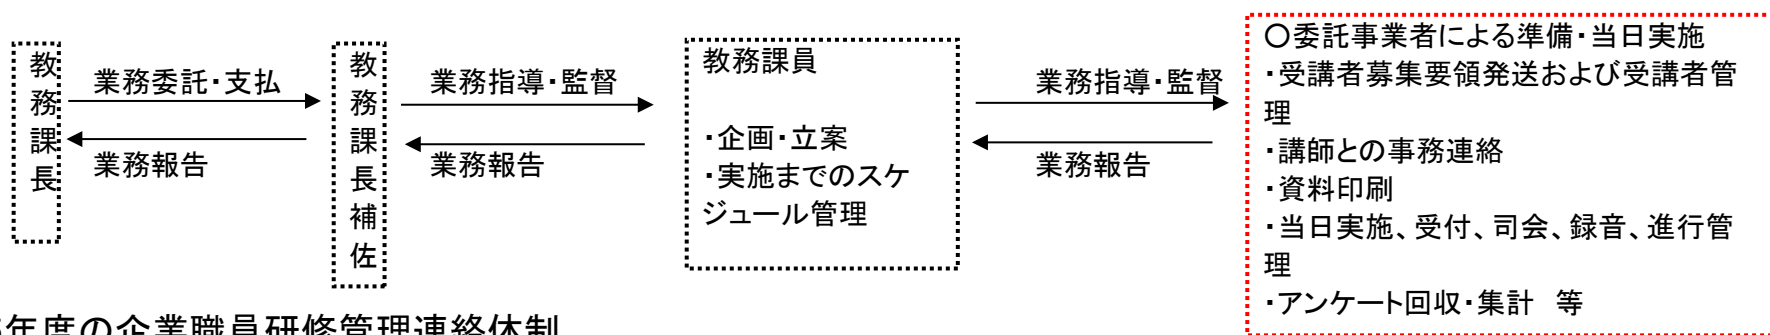 教務課長
業務委託・支払
業務報告
教務課長補佐
業務指導・監督
業務報告
教務課員
・企画・立案
・実施までのスケ
ジュール管理
業務指導・監督
業務報告
〇委託事業者による準備・当日実施
・受講者募集要領発送および受講者管
理
・講師との事務連絡
・資料印刷
・当日実施、受付、司会、録音、進行管
理
・アンケート回収・集計　等
年度の企業職員研修管理連絡体制